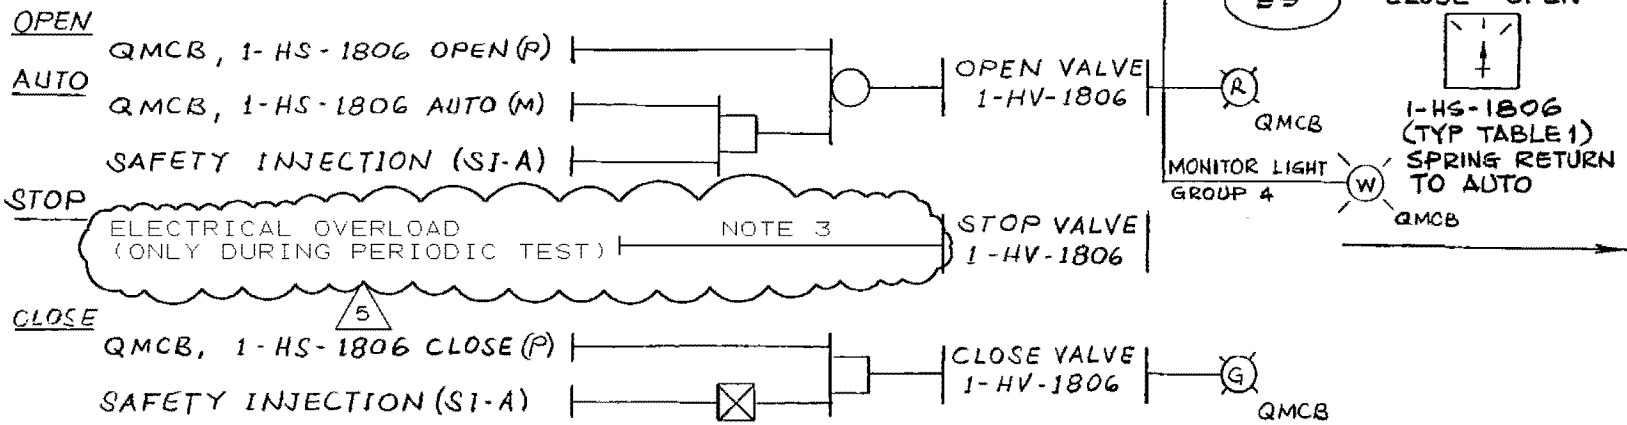 CLOSE OPEN
OPEN
QMCB, 1-HS-1806 OPEN (P)
AUTO
QMCB, 1-HS-1806 AUTO (M)
SAFETY INJECTION (SI-A)
OPEN VALVE
1-HV-1806
R
QMCB
1-HS-1806
(TYP TABLE 1)
SPRING RETURN
TO AUTO
MONITOR LIGHT
GROUP 4
W
QMCB
STOP
ELECTRICAL OVERLOAD
(ONLY DURING PERIODIC TEST)
NOTE 3
STOP VALVE
1-HV-1806
5
CLOSE
QMCB, 1-HS-1806 CLOSE (P)
SAFETY INJECTION (SI-A)
CLOSE VALVE
1-HV-1806
G
QMCB